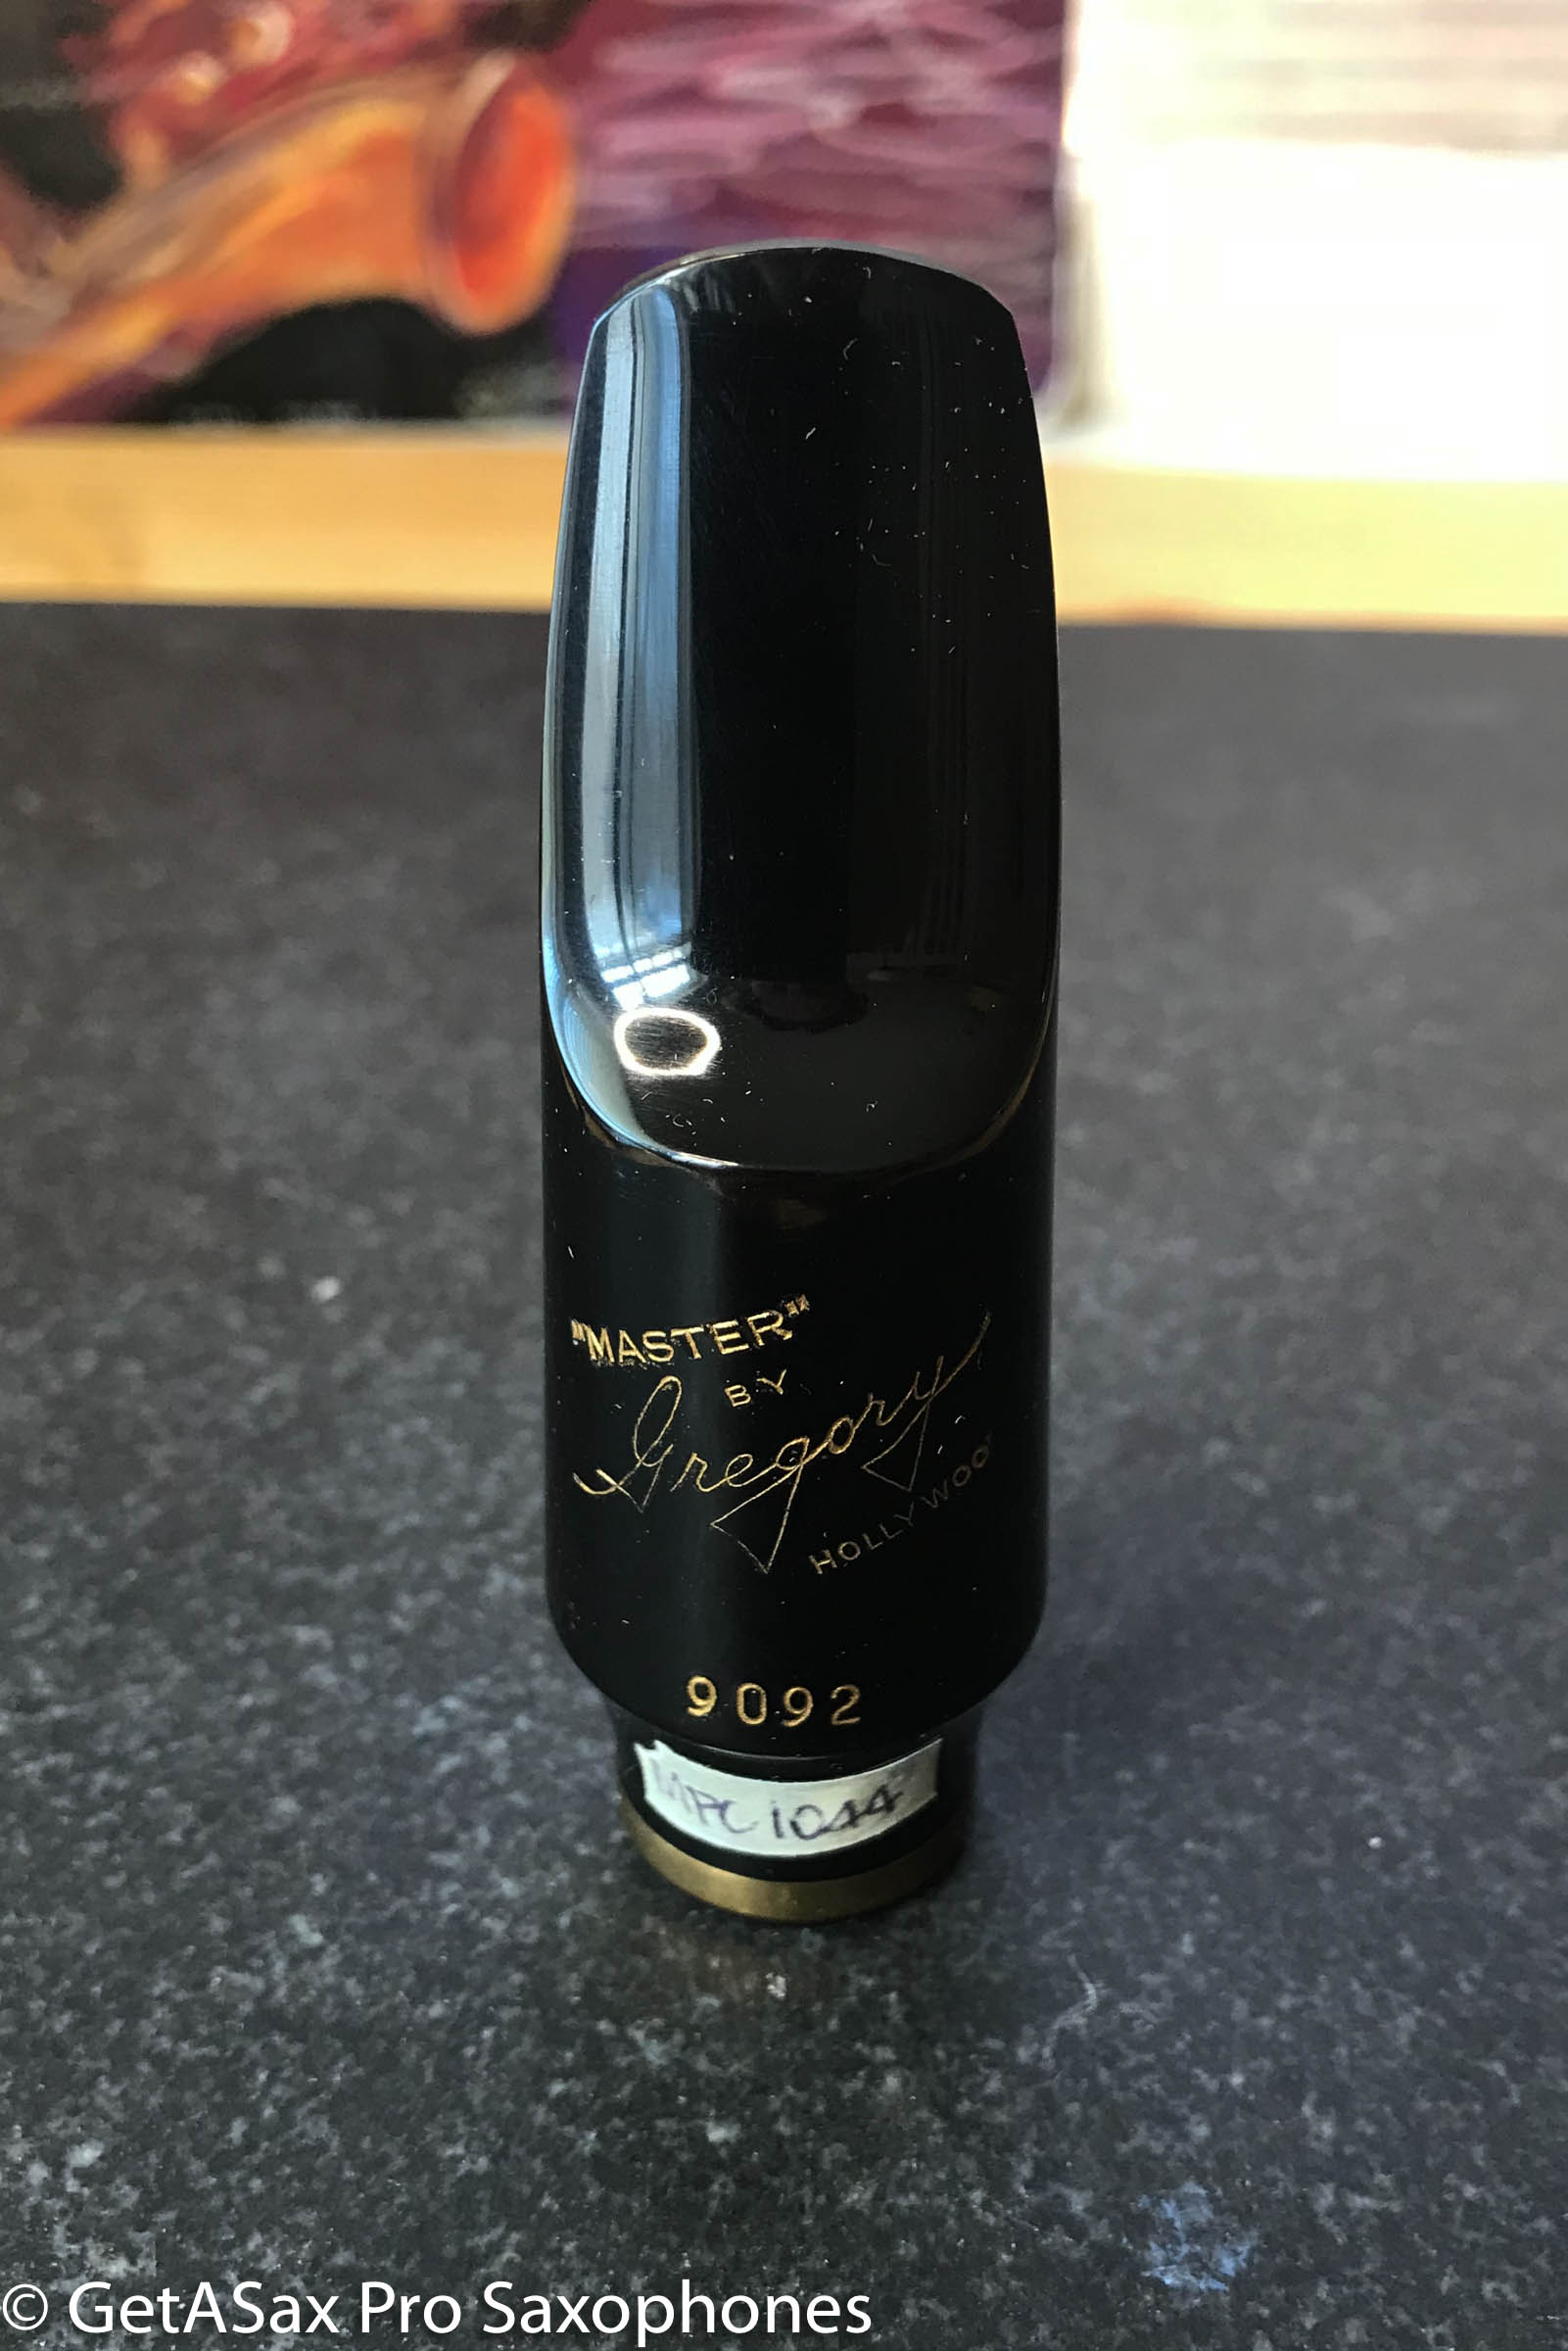 "MASTER"
BY
Gregory
HOLLYWOO
9092
MPC 1044
© GetASax Pro Saxophones